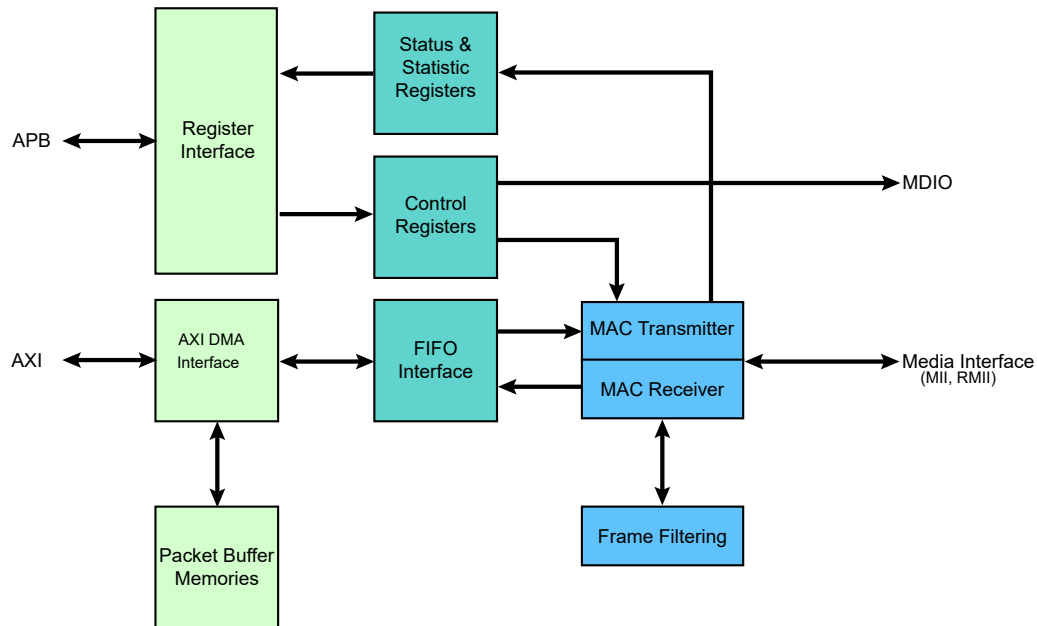 Status &
Statistic
Registers
APB
Register
Interface
MDIO
Control
Registers
AXI
AXI DMA
Interface
FIFO
Interface
MAC Transmitter
MAC Receiver
Media Interface
(MII, RMII)
Packet Buffer
Memories
Frame Filtering